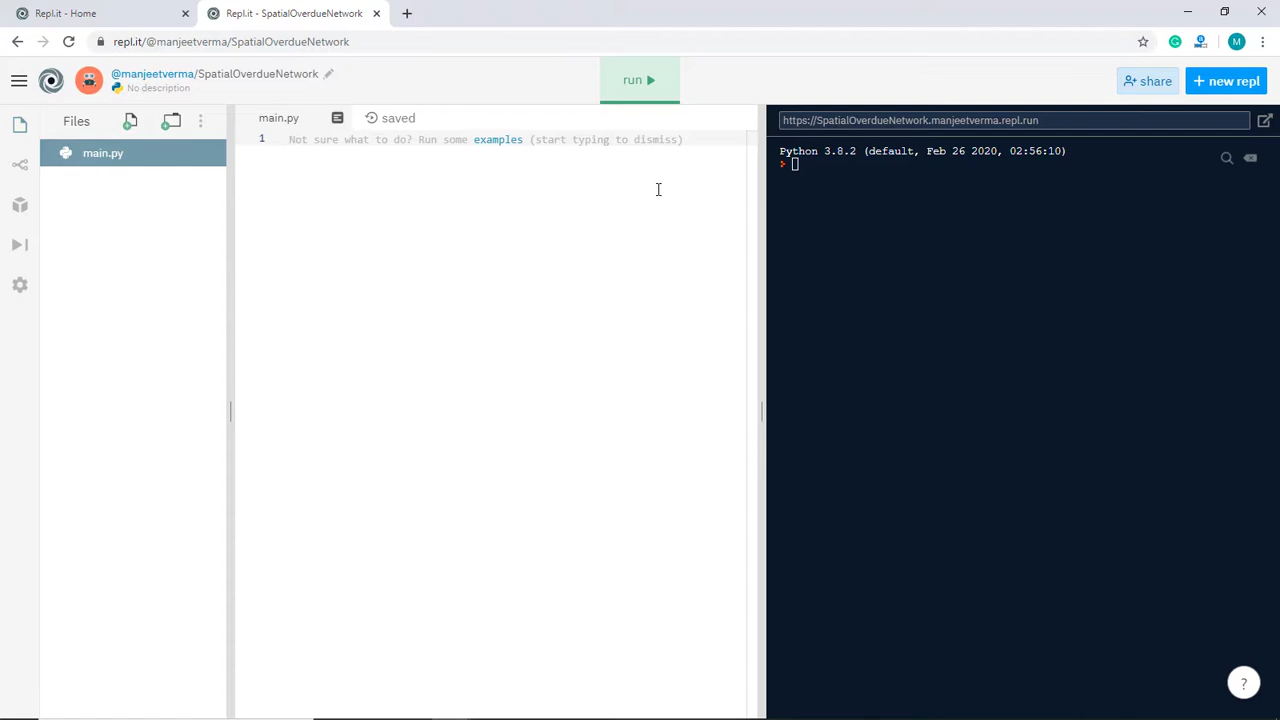 Repl.it - Home
Repl.it - SpatialOverdueNetwork
repl.it/@manjeetverma/SpatialOverdueNetwork
M
@manjeetverma/SpatialOverdueNetwork
No description
run
share
+ new repl
Files
main.py
saved
https://SpatialOverdueNetwork.manjeetverma.repl.run
main.py
1 Not sure what to do? Run some examples (start typing to dismiss)
Python 3.8.2 (default, Feb 26 2020, 02:56:10)
>
?